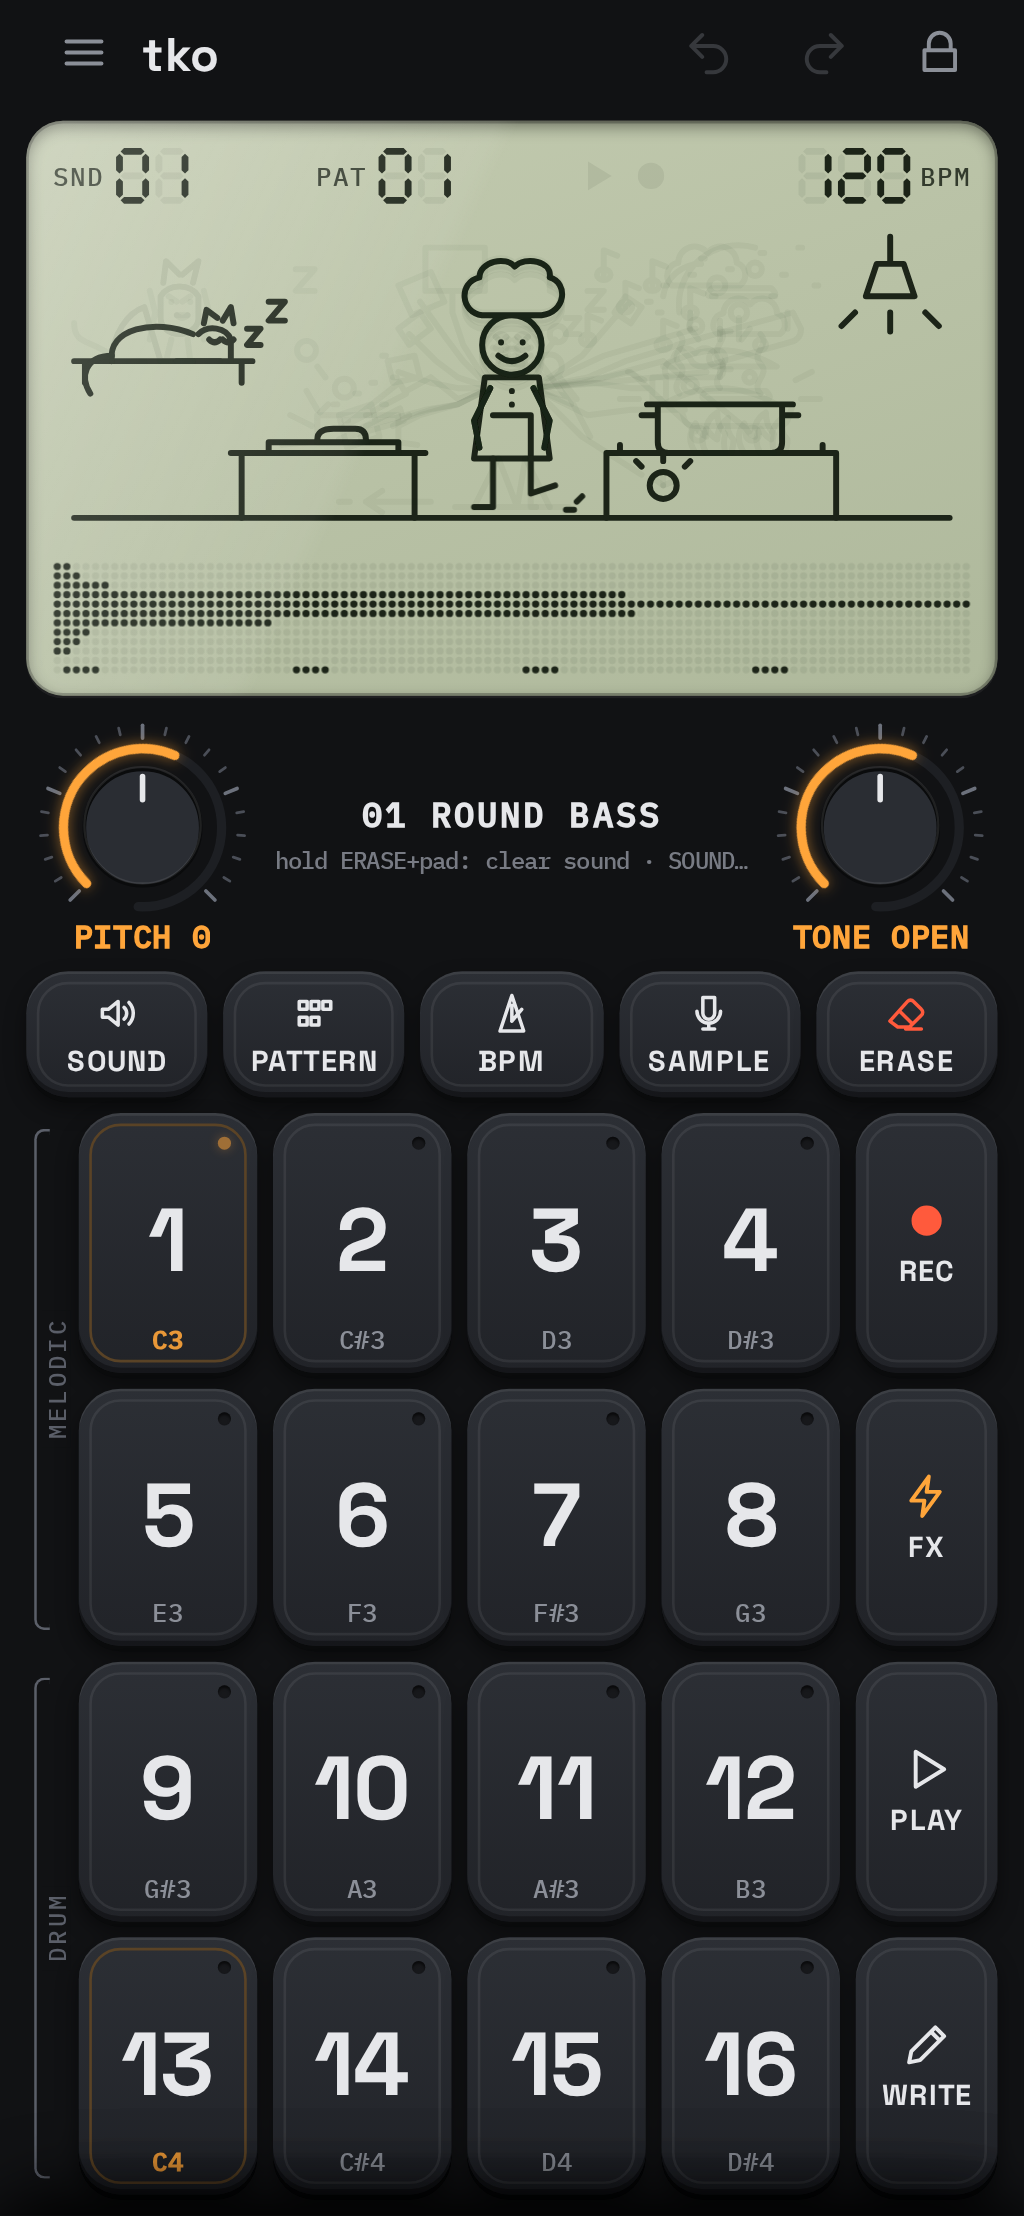 tko
SND 01 PAT 01 120 BPM
z z
01 ROUND BASS
hold ERASE+pad: clear sound · SOUND…
PITCH 0 TONE OPEN
SOUND PATTERN BPM SAMPLE ERASE
MELODIC
1 2 3 4 REC
C3 C#3 D3 D#3
5 6 7 8 FX
E3 F3 F#3 G3
DRUM
9 10 11 12 PLAY
G#3 A3 A#3 B3
13 14 15 16 WRITE
C4 C#4 D4 D#4